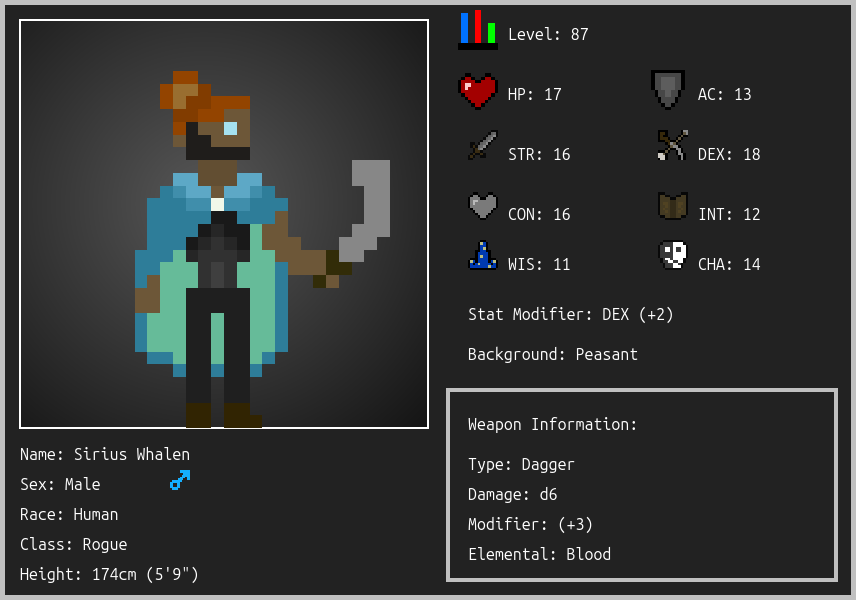 Level: 87
HP: 17
AC: 13
STR: 16
DEX: 18
CON: 16
INT: 12
WIS: 11
CHA: 14
Stat Modifier: DEX (+2)
Background: Peasant
Weapon Information:
Type: Dagger
Damage: d6
Modifier: (+3)
Elemental: Blood
Name: Sirius Whalen
Sex: Male
Race: Human
Class: Rogue
Height: 174cm (5'9")